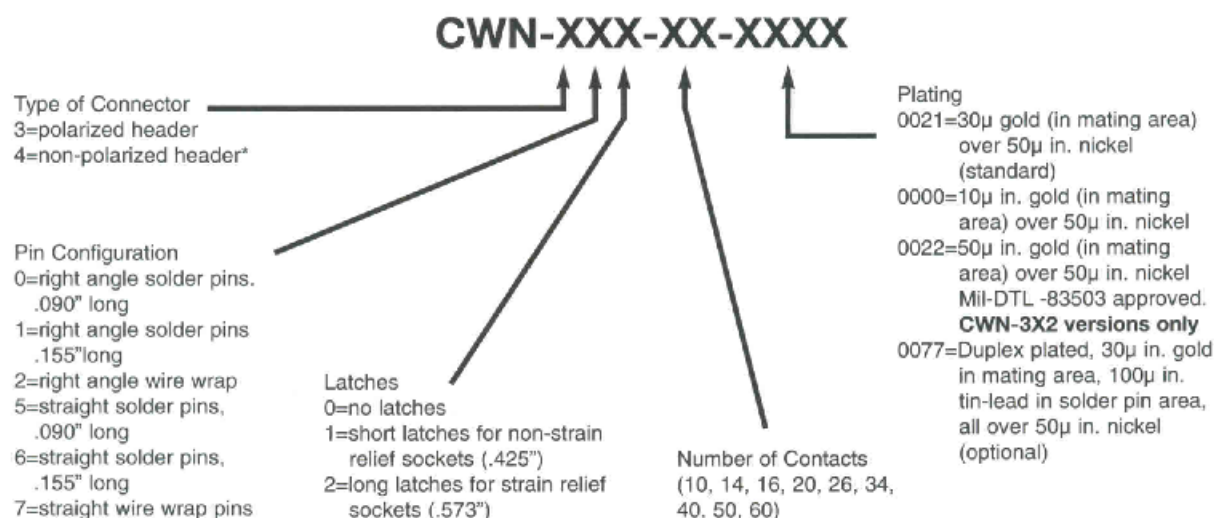 CWN-XXX-XX-XXXX
Type of Connector
3=polarized header
4=non-polarized header*
Pin Configuration
0=right angle solder pins.
.090” long
1=right angle solder pins
.155”long
2=right angle wire wrap
5=straight solder pins,
.090” long
6=straight solder pins,
.155” long
7=straight wire wrap pins
Latches
0=no latches
1=short latches for non-strain
relief sockets (.425”)
2=long latches for strain relief
sockets (.573”)
Number of Contacts
(10, 14, 16, 20, 26, 34,
40, 50, 60)
Plating
0021=30µ gold (in mating area)
over 50µ in. nickel
(standard)
0000=10µ in. gold (in mating
area) over 50µ in. nickel
0022=50µ in. gold (in mating
area) over 50µ in. nickel
Mil-DTL -83503 approved.
CWN-3X2 versions only
0077=Duplex plated, 30µ in. gold
in mating area, 100µ in.
tin-lead in solder pin area,
all over 50µ in. nickel
(optional)